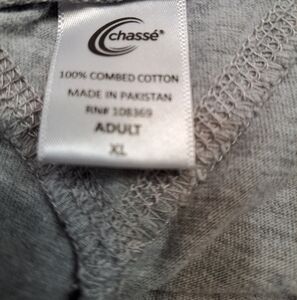 chassé®
100% COMBED COTTON
MADE IN PAKISTAN
RN# 108369
ADULT
XL